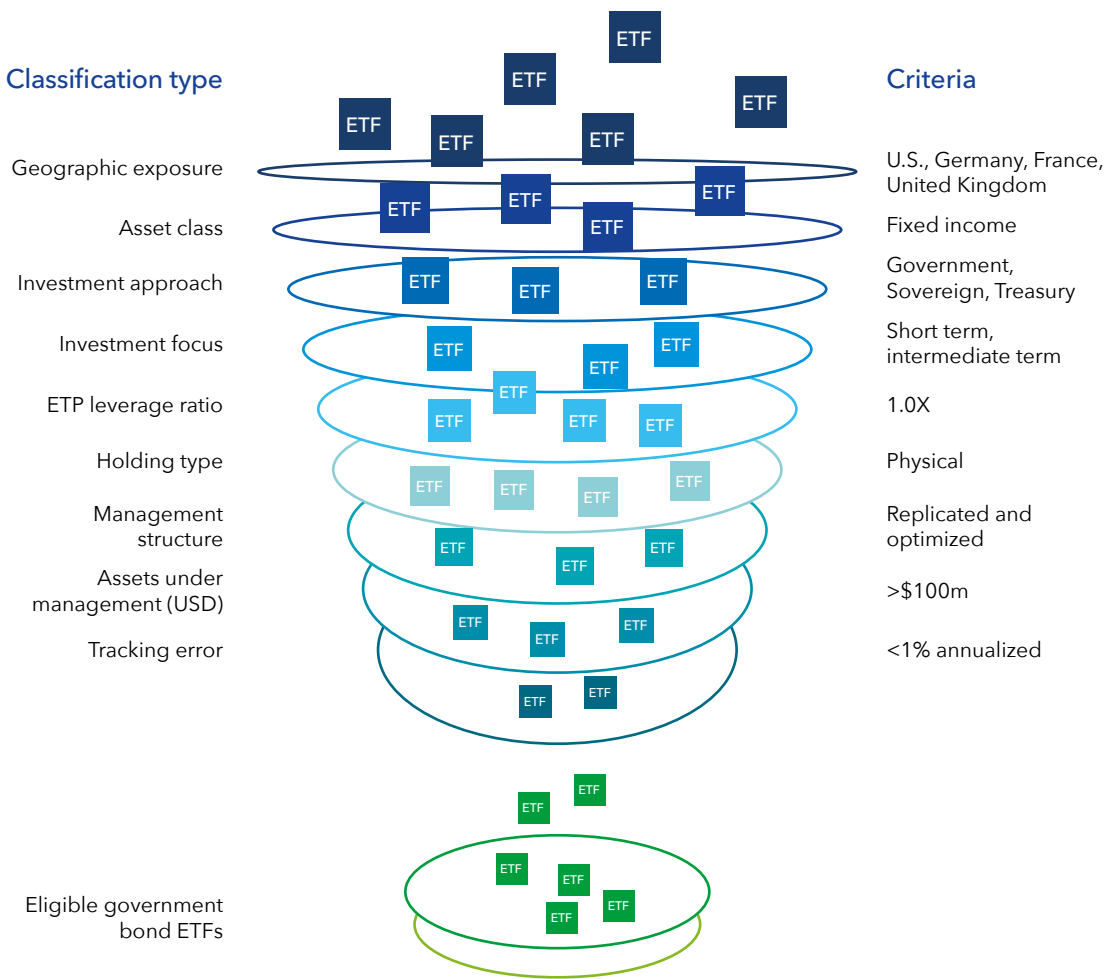 ETF
ETF
Classification type
Criteria
ETF
ETF
ETF
ETF
Geographic exposure
U.S., Germany, France,
United Kingdom
ETF
ETF
ETF
ETF
Asset class
Fixed income
Investment approach
Government,
Sovereign, Treasury
ETF
ETF
ETF
Investment focus
Short term,
intermediate term
ETF
ETF
ETF
ETF
ETP leverage ratio
1.0X
ETF
ETF
ETF
Holding type
Physical
ETF
ETF
ETF
ETF
Management
structure
Replicated and
optimized
ETF
ETF
ETF
Assets under
management (USD)
>$100m
ETF
ETF
ETF
Tracking error
<1% annualized
ETF
ETF
ETF
ETF
ETF
ETF
ETF
ETF
Eligible government
bond ETFs